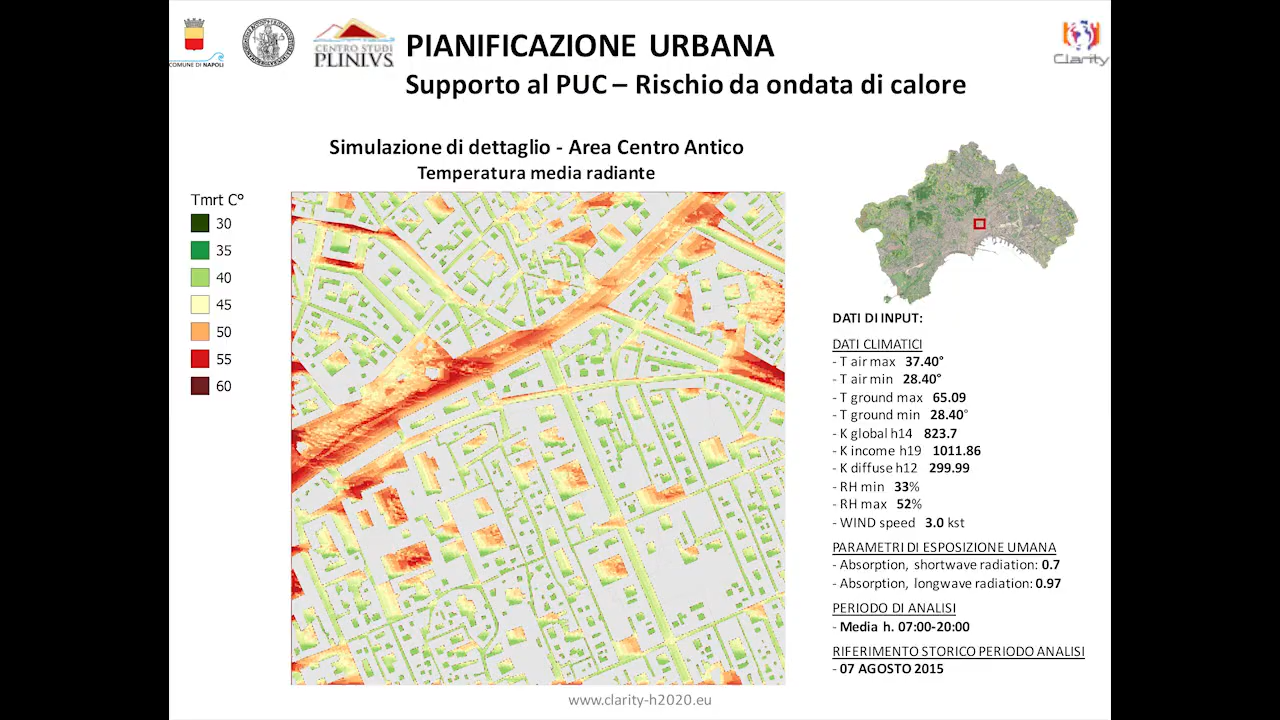 COMUNE DI NAPOLI
CENTRO STUDI
PLINIVS
PIANIFICAZIONE URBANA
Supporto al PUC – Rischio da ondata di calore
Clarity
Simulazione di dettaglio - Area Centro Antico
Temperatura media radiante
Tmrt C°
30
35
40
45
50
55
60
DATI DI INPUT:
DATI CLIMATICI
- T air max 37.40°
- T air min 28.40°
- T ground max 65.09
- T ground min 28.40°
- K global h14 823.7
- K income h19 1011.86
- K diffuse h12 299.99
- RH min 33%
- RH max 52%
- WIND speed 3.0 kst
PARAMETRI DI ESPOSIZIONE UMANA
- Absorption, shortwave radiation: 0.7
- Absorption, longwave radiation: 0.97
PERIODO DI ANALISI
- Media h. 07:00-20:00
RIFERIMENTO STORICO PERIODO ANALISI
- 07 AGOSTO 2015
www.clarity-h2020.eu